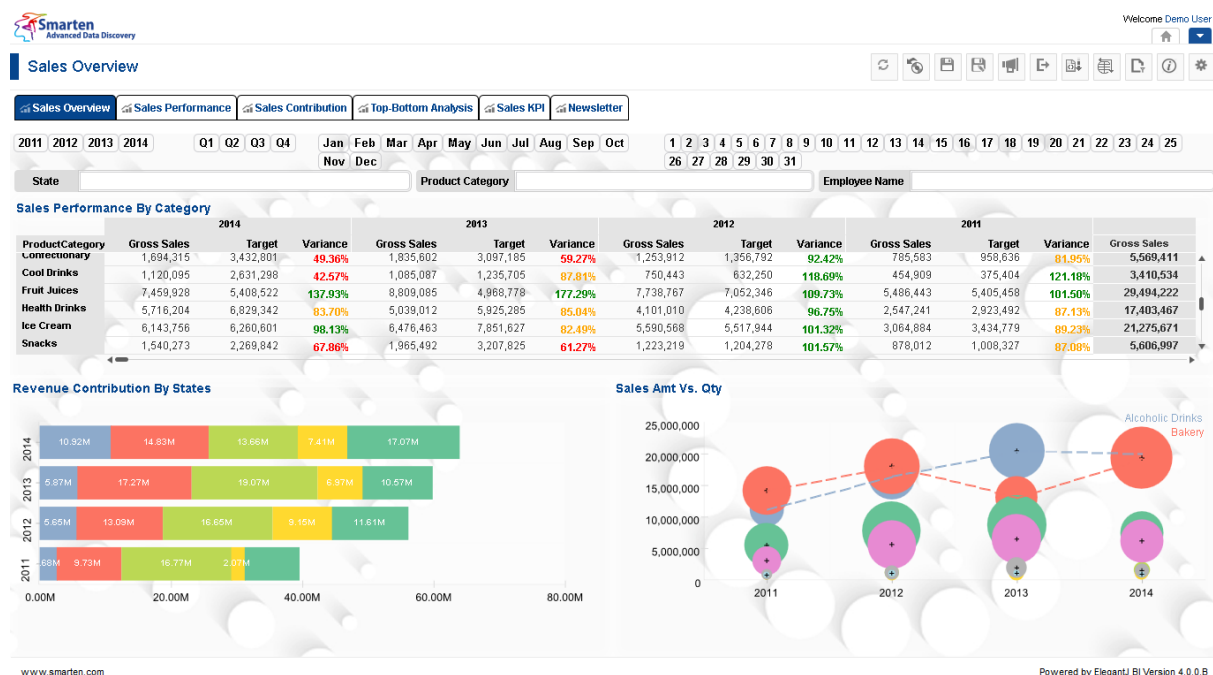 Smarten
Advanced Data Discovery
Welcome Demo User
Sales Overview
Sales Overview Sales Performance Sales Contribution Top-Bottom Analysis Sales KPI Newsletter
2011 2012 2013 2014 Q1 Q2 Q3 Q4 Jan Feb Mar Apr May Jun Jul Aug Sep Oct 1 2 3 4 5 6 7 8 9 10 11 12 13 14 15 16 17 18 19 20 21 22 23 24 25
Nov Dec 26 27 28 29 30 31
State Product Category Employee Name
Sales Performance By Category
2014 2013 2012 2011
ProductCategory Gross Sales Target Variance Gross Sales Target Variance Gross Sales Target Variance Gross Sales Target Variance Gross Sales
Confectionary 1,694,315 3,432,801 49.36% 1,835,602 3,097,185 59.27% 1,253,912 1,356,792 92.42% 785,583 958,636 81.95% 5,569,411
Cool Drinks 1,120,095 2,631,298 42.57% 1,085,087 1,235,705 87.81% 750,443 632,250 118.69% 454,909 375,404 121.18% 3,410,534
Fruit Juices 7,459,928 5,408,522 137.93% 8,809,085 4,968,778 177.29% 7,738,767 7,052,346 109.73% 5,486,443 5,405,458 101.50% 29,494,222
Health Drinks 5,716,204 6,829,342 83.70% 5,039,012 5,925,285 85.04% 4,101,010 4,238,606 96.75% 2,547,241 2,923,492 87.13% 17,403,467
Ice Cream 6,143,756 6,260,601 98.13% 6,476,463 7,851,627 82.49% 5,590,568 5,517,944 101.32% 3,064,884 3,434,779 89.23% 21,275,671
Snacks 1,540,273 2,269,842 67.86% 1,965,492 3,207,825 61.27% 1,223,219 1,204,278 101.57% 878,012 1,008,327 87.08% 5,606,997
Revenue Contribution By States
2014 10.92M 14.83M 13.66M 7.41M 17.07M
2013 5.87M 17.27M 19.07M 6.97M 10.57M
2012 5.65M 13.09M 16.65M 9.15M 11.61M
2011 .68M 9.73M 16.77M 2.07M
0.00M 20.00M 40.00M 60.00M 80.00M
Sales Amt Vs. Qty
Alcoholic Drinks
Bakery
25,000,000
20,000,000
15,000,000
10,000,000
5,000,000
0
2011 2012 2013 2014
www.smarten.com
Powered by ElegantJ BI Version 4.0.0.B